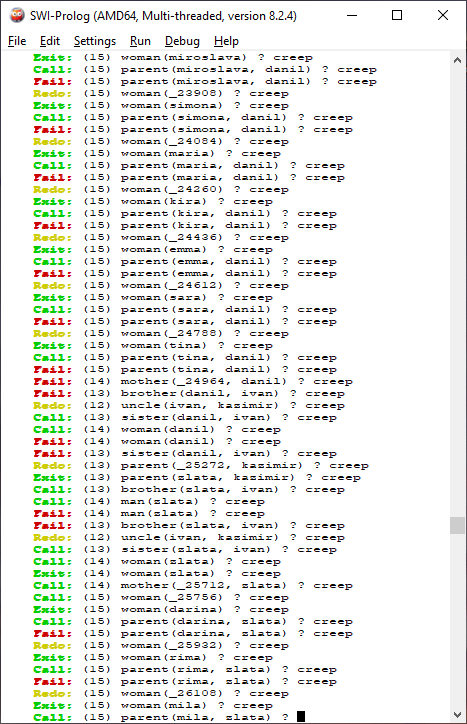 SWI-Prolog (AMD64, Multi-threaded, version 8.2.4)
File Edit Settings Run Debug Help
Exit: (15) woman(miroslava) ? creep
Call: (15) parent(miroslava, danil) ? creep
Fail: (15) parent(miroslava, danil) ? creep
Redo: (15) woman(_23908) ? creep
Exit: (15) woman(simona) ? creep
Call: (15) parent(simona, danil) ? creep
Fail: (15) parent(simona, danil) ? creep
Redo: (15) woman(_24084) ? creep
Exit: (15) woman(maria) ? creep
Call: (15) parent(maria, danil) ? creep
Fail: (15) parent(maria, danil) ? creep
Redo: (15) woman(_24260) ? creep
Exit: (15) woman(kira) ? creep
Call: (15) parent(kira, danil) ? creep
Fail: (15) parent(kira, danil) ? creep
Redo: (15) woman(_24436) ? creep
Exit: (15) woman(emma) ? creep
Call: (15) parent(emma, danil) ? creep
Fail: (15) parent(emma, danil) ? creep
Redo: (15) woman(_24612) ? creep
Exit: (15) woman(sara) ? creep
Call: (15) parent(sara, danil) ? creep
Fail: (15) parent(sara, danil) ? creep
Redo: (15) woman(_24788) ? creep
Exit: (15) woman(tina) ? creep
Call: (15) parent(tina, danil) ? creep
Fail: (15) parent(tina, danil) ? creep
Fail: (14) mother(_24964, danil) ? creep
Fail: (13) brother(danil, ivan) ? creep
Redo: (12) uncle(ivan, kazimir) ? creep
Call: (13) sister(danil, ivan) ? creep
Call: (14) woman(danil) ? creep
Fail: (14) woman(danil) ? creep
Fail: (13) sister(danil, ivan) ? creep
Redo: (13) parent(_25272, kazimir) ? creep
Exit: (13) parent(zlata, kazimir) ? creep
Call: (13) brother(zlata, ivan) ? creep
Call: (14) man(zlata) ? creep
Fail: (14) man(zlata) ? creep
Fail: (13) brother(zlata, ivan) ? creep
Redo: (12) uncle(ivan, kazimir) ? creep
Call: (13) sister(zlata, ivan) ? creep
Call: (14) woman(zlata) ? creep
Exit: (14) woman(zlata) ? creep
Call: (14) mother(_25712, zlata) ? creep
Call: (15) woman(_25756) ? creep
Exit: (15) woman(darina) ? creep
Call: (15) parent(darina, zlata) ? creep
Fail: (15) parent(darina, zlata) ? creep
Redo: (15) woman(_25932) ? creep
Exit: (15) woman(rima) ? creep
Call: (15) parent(rima, zlata) ? creep
Fail: (15) parent(rima, zlata) ? creep
Redo: (15) woman(_26108) ? creep
Exit: (15) woman(mila) ? creep
Call: (15) parent(mila, zlata) ?